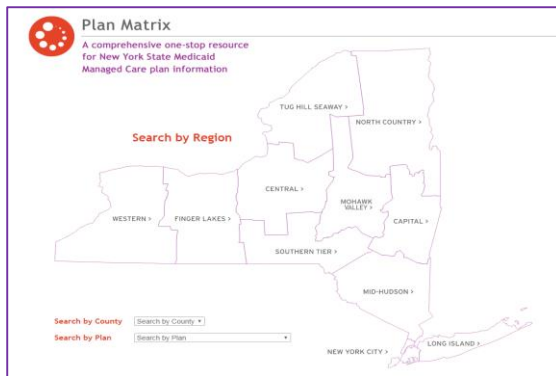 Plan Matrix
A comprehensive one-stop resource
for New York State Medicaid
Managed Care plan information
TUG HILL SEAWAY >
NORTH COUNTRY >
Search by Region
CENTRAL >
MOHAWK
VALLEY >
WESTERN >
FINGER LAKES >
CAPITAL >
SOUTHERN TIER >
MID-HUDSON >
Search by County Search by County
Search by Plan Search by Plan
LONG ISLAND >
NEW YORK CITY >